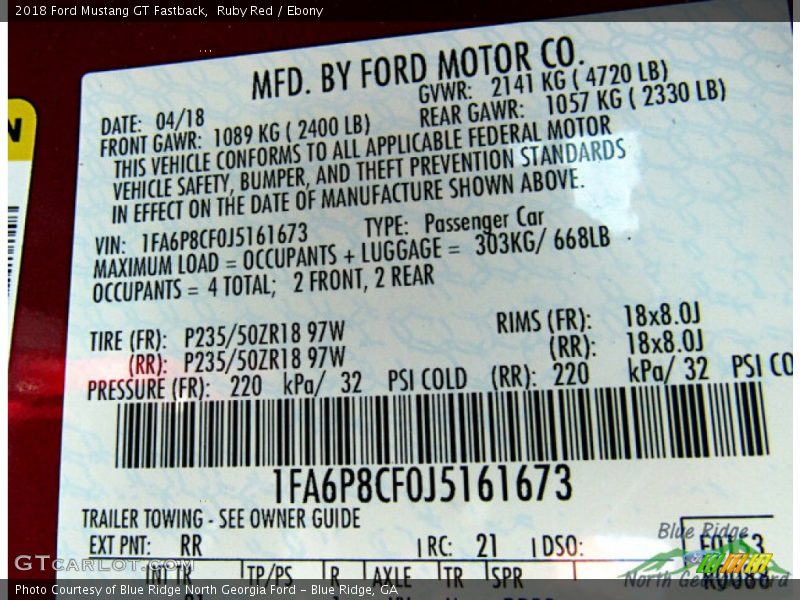 2018 Ford Mustang GT Fastback, Ruby Red / Ebony
MFD. BY FORD MOTOR CO.
DATE: 04/18
GVWR: 2141 KG ( 4720 LB)
FRONT GAWR: 1089 KG ( 2400 LB)
REAR GAWR: 1057 KG ( 2330 LB)
THIS VEHICLE CONFORMS TO ALL APPLICABLE FEDERAL MOTOR
VEHICLE SAFETY, BUMPER, AND THEFT PREVENTION STANDARDS
IN EFFECT ON THE DATE OF MANUFACTURE SHOWN ABOVE.
VIN: 1FA6P8CF0J5161673 TYPE: Passenger Car
MAXIMUM LOAD = OCCUPANTS + LUGGAGE = 303KG/ 668LB
OCCUPANTS = 4 TOTAL; 2 FRONT, 2 REAR
TIRE (FR): P235/50ZR18 97W RIMS (FR): 18x8.0J
(RR): P235/50ZR18 97W (RR): 18x8.0J
PRESSURE (FR): 220 kPa/ 32 PSI COLD (RR): 220 kPa/ 32 PSI CO
1FA6P8CF0J5161673
TRAILER TOWING - SEE OWNER GUIDE
EXT PNT: RR RC: 21 DSO:
INT TR TP/PS R AXLE TR SPR
Blue Ridge
North Georgia Ford
GTCarLot.com
Photo Courtesy of Blue Ridge North Georgia Ford – Blue Ridge, GA